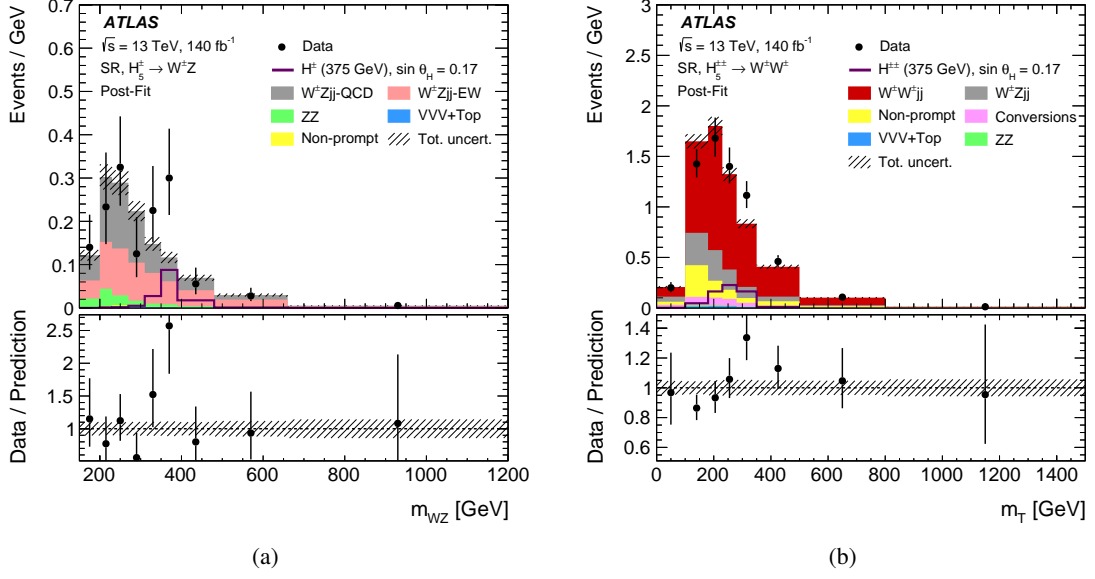 Events / GeV
0.7
0.6
0.5
0.4
0.3
0.2
0.1
0
ATLAS
√s = 13 TeV, 140 fb⁻¹
SR, H₅± → W±Z
Post-Fit
Data
H± (375 GeV), sin θ_H = 0.17
W±Zjj-QCD W±Zjj-EW
ZZ VVV+Top
Non-prompt Tot. uncert.
Data / Prediction
2.5
2
1.5
1
200 400 600 800 1000 1200
m_WZ [GeV]
(a)
Events / GeV
3
2.5
2
1.5
1
0.5
0
ATLAS
√s = 13 TeV, 140 fb⁻¹
SR, H₅±± → W±W±
Post-Fit
Data
H±± (375 GeV), sin θ_H = 0.17
W±W±jj W±Zjj
Non-prompt Conversions
VVV+Top ZZ
Tot. uncert.
Data / Prediction
1.4
1.2
1
0.8
0.6
0 200 400 600 800 1000 1200 1400
m_T [GeV]
(b)